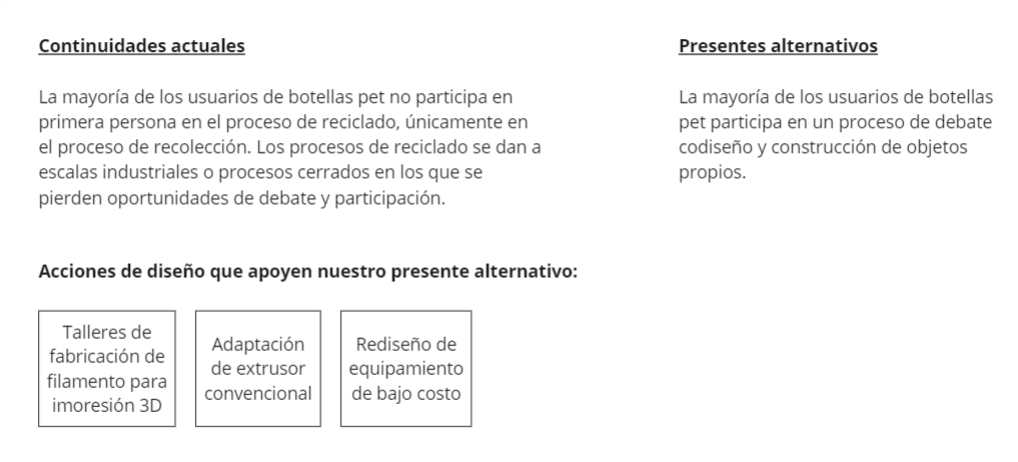 Continuidades actuales
La mayoría de los usuarios de botellas pet no participa en
primera persona en el proceso de reciclado, únicamente en
el proceso de recolección. Los procesos de reciclado se dan a
escalas industriales o procesos cerrados en los que se
pierden oportunidades de debate y participación.
Presentes alternativos
La mayoría de los usuarios de botellas
pet participa en un proceso de debate
codiseño y construcción de objetos
propios.
Acciones de diseño que apoyen nuestro presente alternativo:
Talleres de
fabricación de
filamento para
imoresión 3D
Adaptación
de extrusor
convencional
Rediseño de
equipamiento
de bajo costo